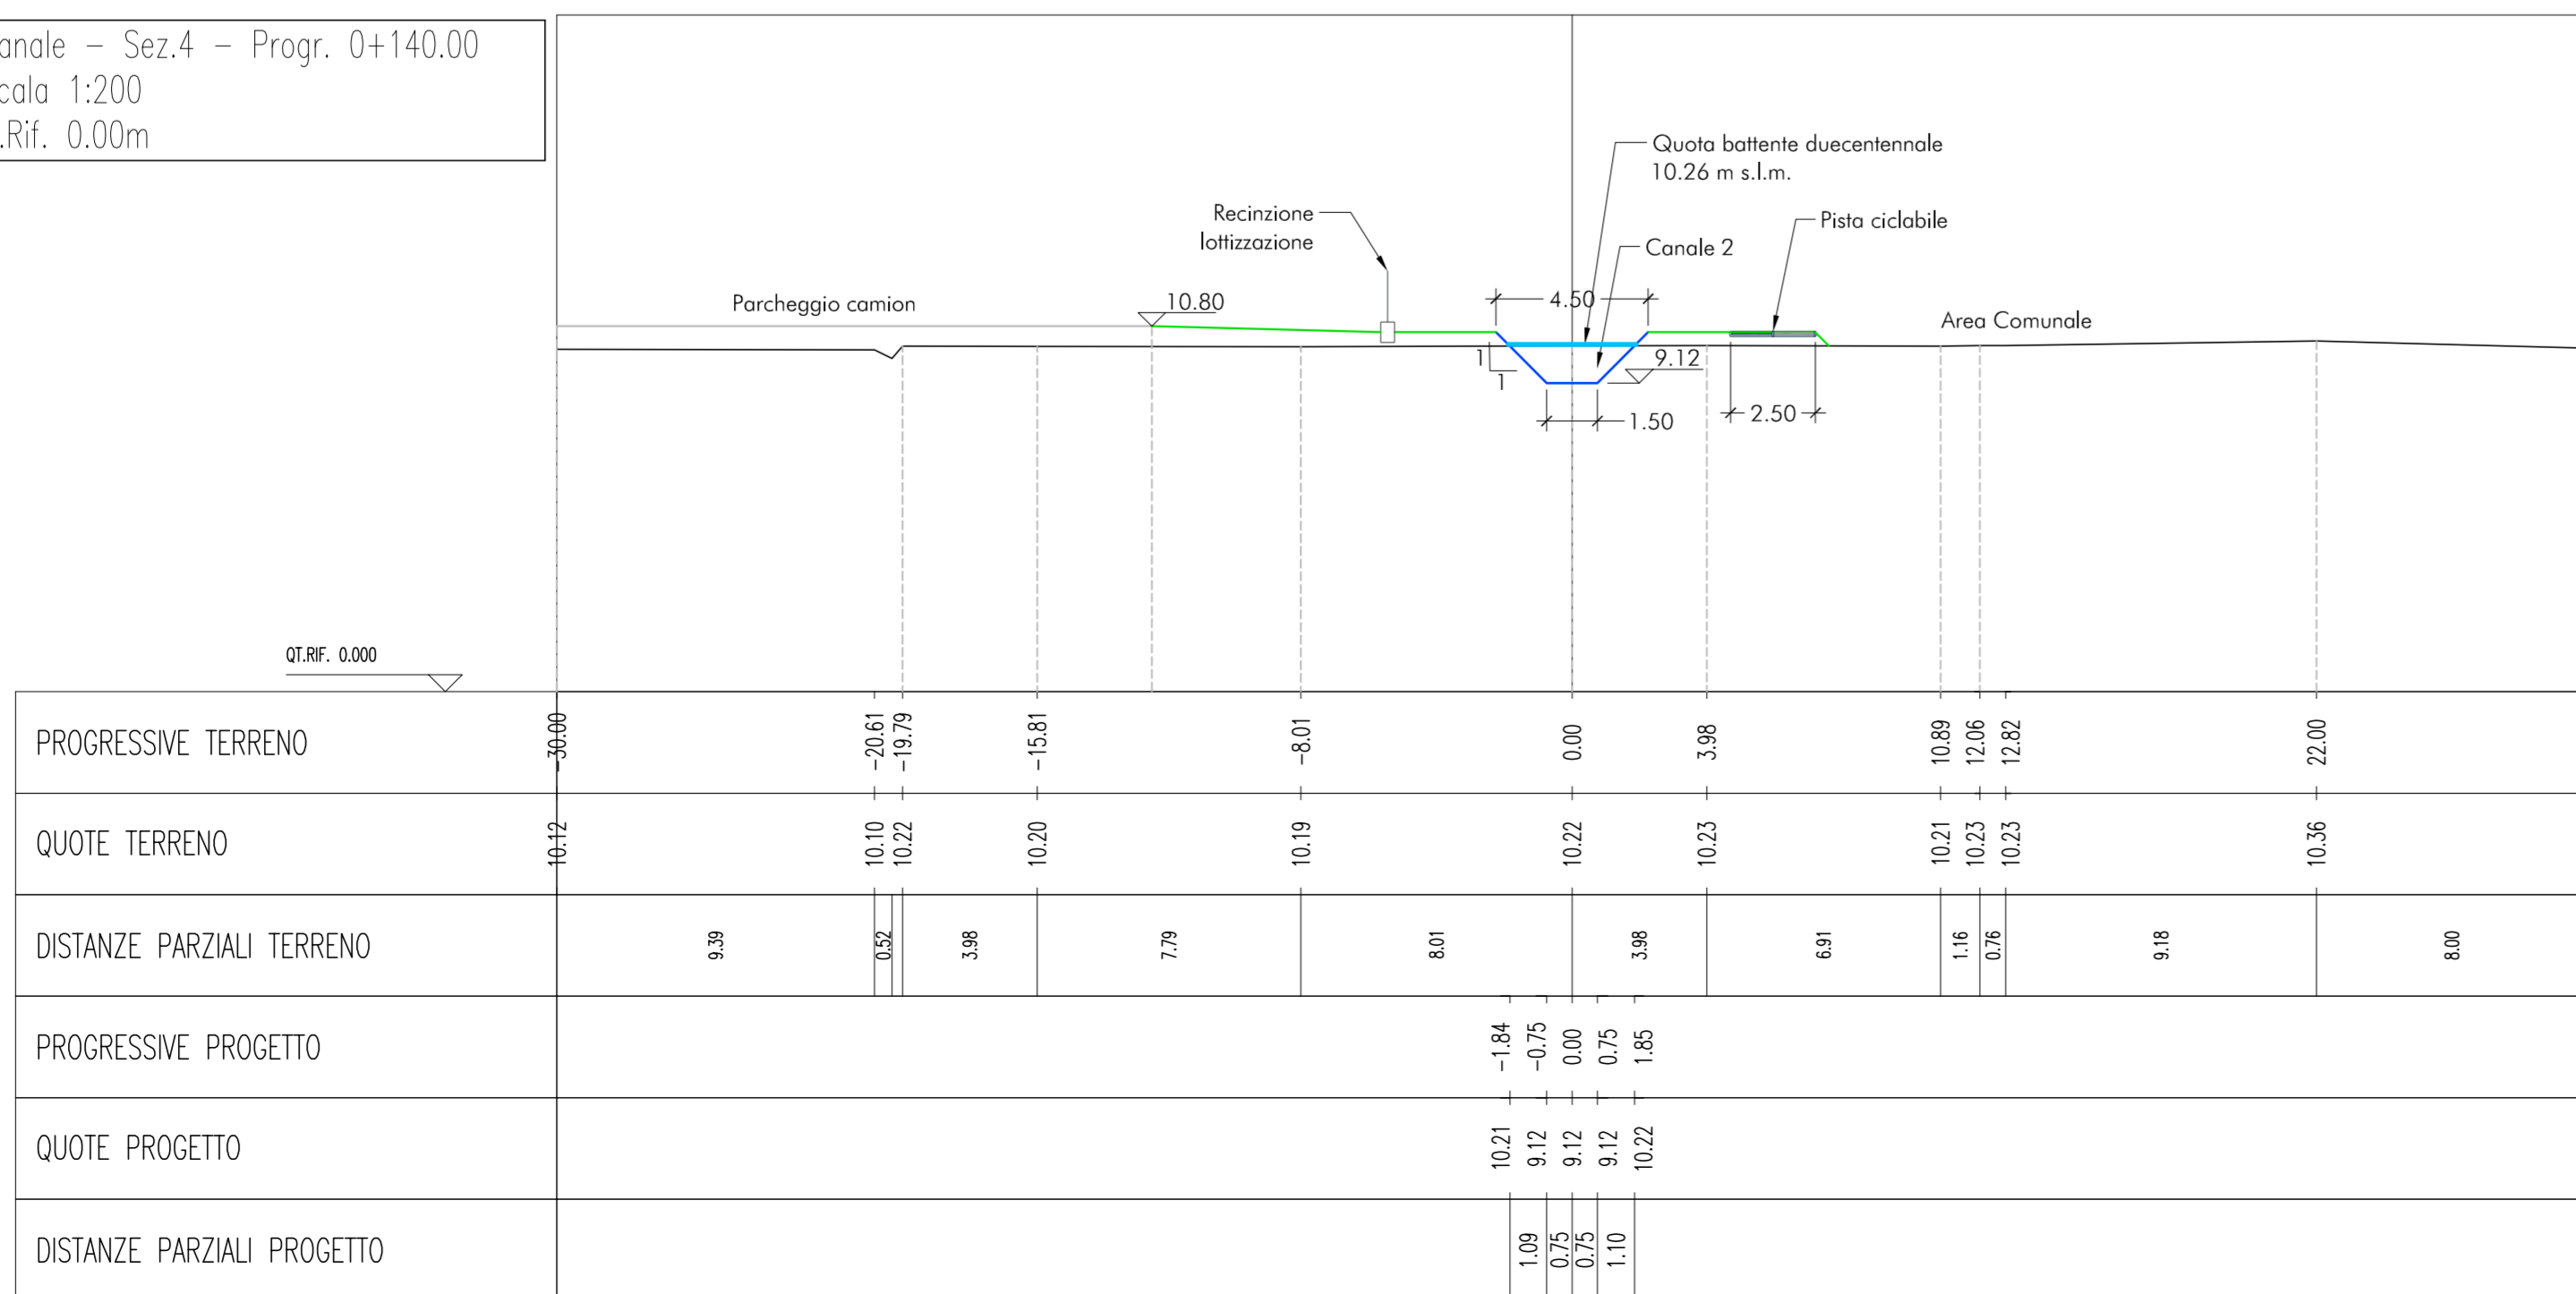 anale - Sez.4 - Progr. 0+140.00
cala 1:200
.Rif. 0.00m
Quota battente duecentennale
10.26 m s.l.m.
Recinzione
lottizzazione
Pista ciclabile
Canale 2
Parcheggio camion
10.80
4.50
Area Comunale
1
1
9.12
1.50
2.50
QT.RIF. 0.000
PROGRESSIVE TERRENO -30.00 -20.61 -19.79 -15.81 -8.01 0.00 3.98 10.89 12.06 12.82 22.00
QUOTE TERRENO 10.12 10.10 10.22 10.20 10.19 10.22 10.23 10.21 10.23 10.23 10.36
DISTANZE PARZIALI TERRENO 9.39 0.52 3.98 7.79 8.01 3.98 6.91 1.16 0.76 9.18 8.00
PROGRESSIVE PROGETTO -1.84 -0.75 0.00 0.75 1.85
QUOTE PROGETTO 10.21 9.12 9.12 9.12 10.22
DISTANZE PARZIALI PROGETTO 1.09 0.75 0.75 1.10